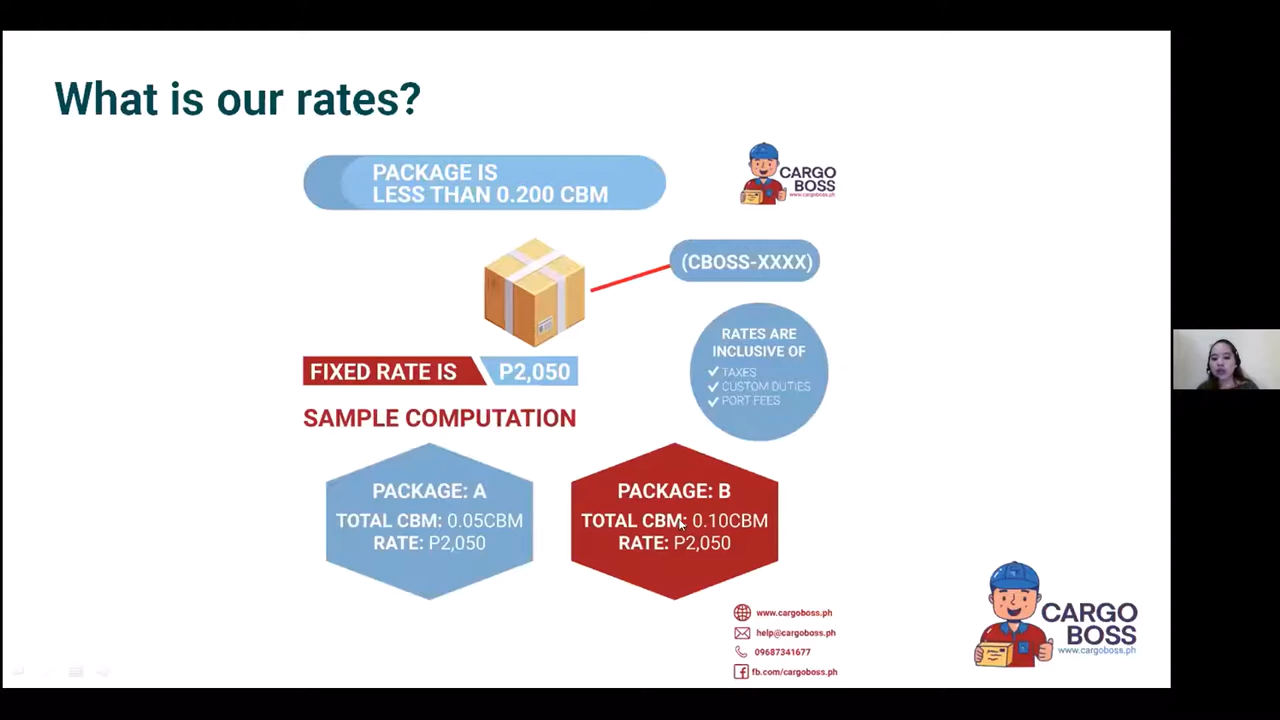 What is our rates?
PACKAGE IS
LESS THAN 0.200 CBM
CARGO
BOSS
www.cargoboss.ph
(CBOSS-XXXX)
RATES ARE
INCLUSIVE OF
TAXES
CUSTOM DUTIES
PORT FEES
FIXED RATE IS P2,050
SAMPLE COMPUTATION
PACKAGE: A
TOTAL CBM: 0.05CBM
RATE: P2,050
PACKAGE: B
TOTAL CBM: 0.10CBM
RATE: P2,050
www.cargoboss.ph
help@cargoboss.ph
09687341677
fb.com/cargoboss.ph
CARGO
BOSS
www.cargoboss.ph